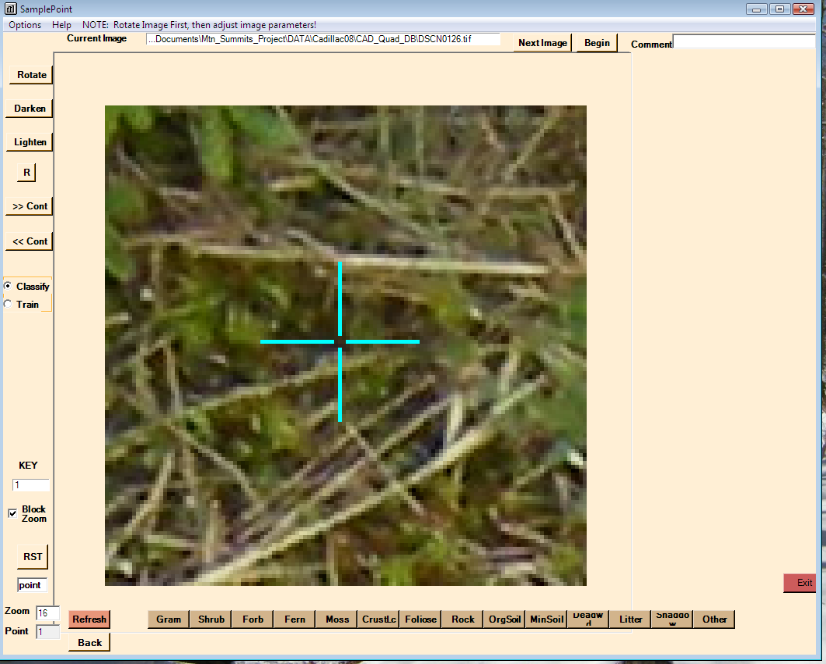 SamplePoint
Options Help NOTE: Rotate Image First, then adjust image parameters!
Current Image ...Documents\Mtn_Summits_Project\DATA\Cadillac08\CAD_Quad_DB\DSCN0126.tif Next Image Begin Comment
Rotate
Darken
Lighten
R
>> Cont
<< Cont
Classify
Train
KEY
1
Block
Zoom
RST
point
Exit
Zoom 16
Refresh Gram Shrub Forb Fern Moss CrustLc Foliose Rock OrgSoil MinSoil Deadw
d Litter Shadow
w Other
Point 1
Back